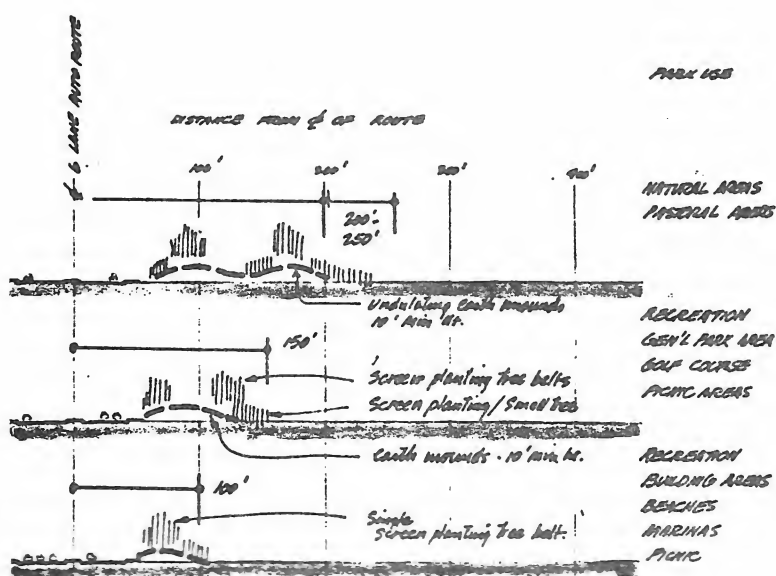 PARK USE
℄ 6 LANE AUTO ROUTE
DISTANCE FROM ℄ OF ROUTE
100' 200' 300' 400'
NATURAL AREAS
PASTORAL AREAS
200'-
250'
Undulating earth mounds
10' Min Ht.
RECREATION
GEN'L PARK AREA
GOLF COURSE
PICNIC AREAS
150'
Screen planting tree belts
Screen planting/Small tree
Earth mounds - 10' min ht.
RECREATION
BUILDING AREAS
BEACHES
MARINAS
PICNIC
100'
Single
Screen planting tree belt.